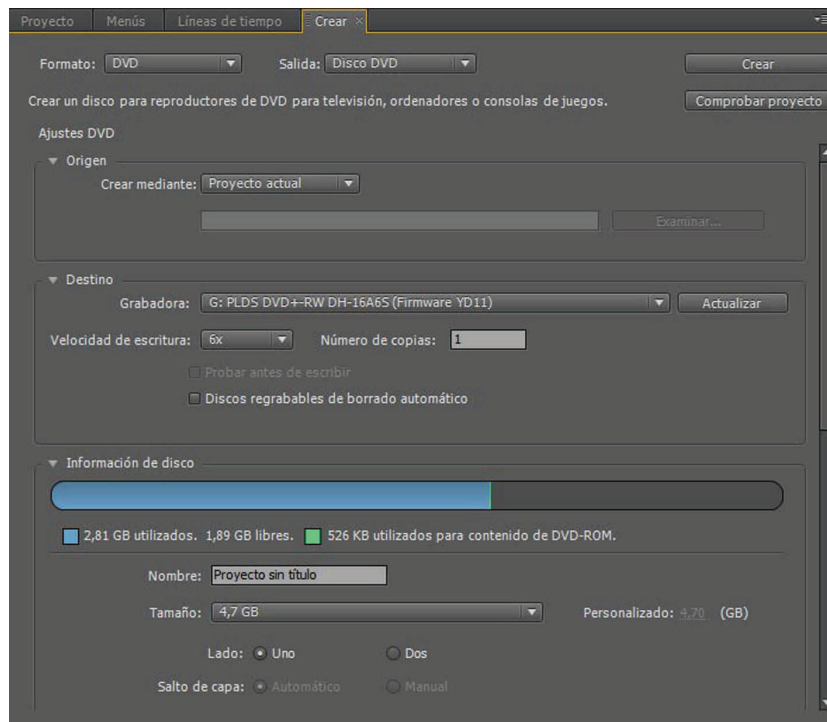 Proyecto Menús Líneas de tiempo Crear
Formato: DVD Salida: Disco DVD Crear
Crear un disco para reproductores de DVD para televisión, ordenadores o consolas de juegos. Comprobar proyecto
Ajustes DVD
Origen
Crear mediante: Proyecto actual
Examinar...
Destino
Grabadora: G: PLDS DVD+-RW DH-16A6S (Firmware YD11) Actualizar
Velocidad de escritura: 6x Número de copias: 1
Probar antes de escribir
Discos regrabables de borrado automático
Información de disco
2,81 GB utilizados. 1,89 GB libres. 526 KB utilizados para contenido de DVD-ROM.
Nombre: Proyecto sin título
Tamaño: 4,7 GB Personalizado: 4,70 (GB)
Lado: Uno Dos
Salto de capa: Automático Manual